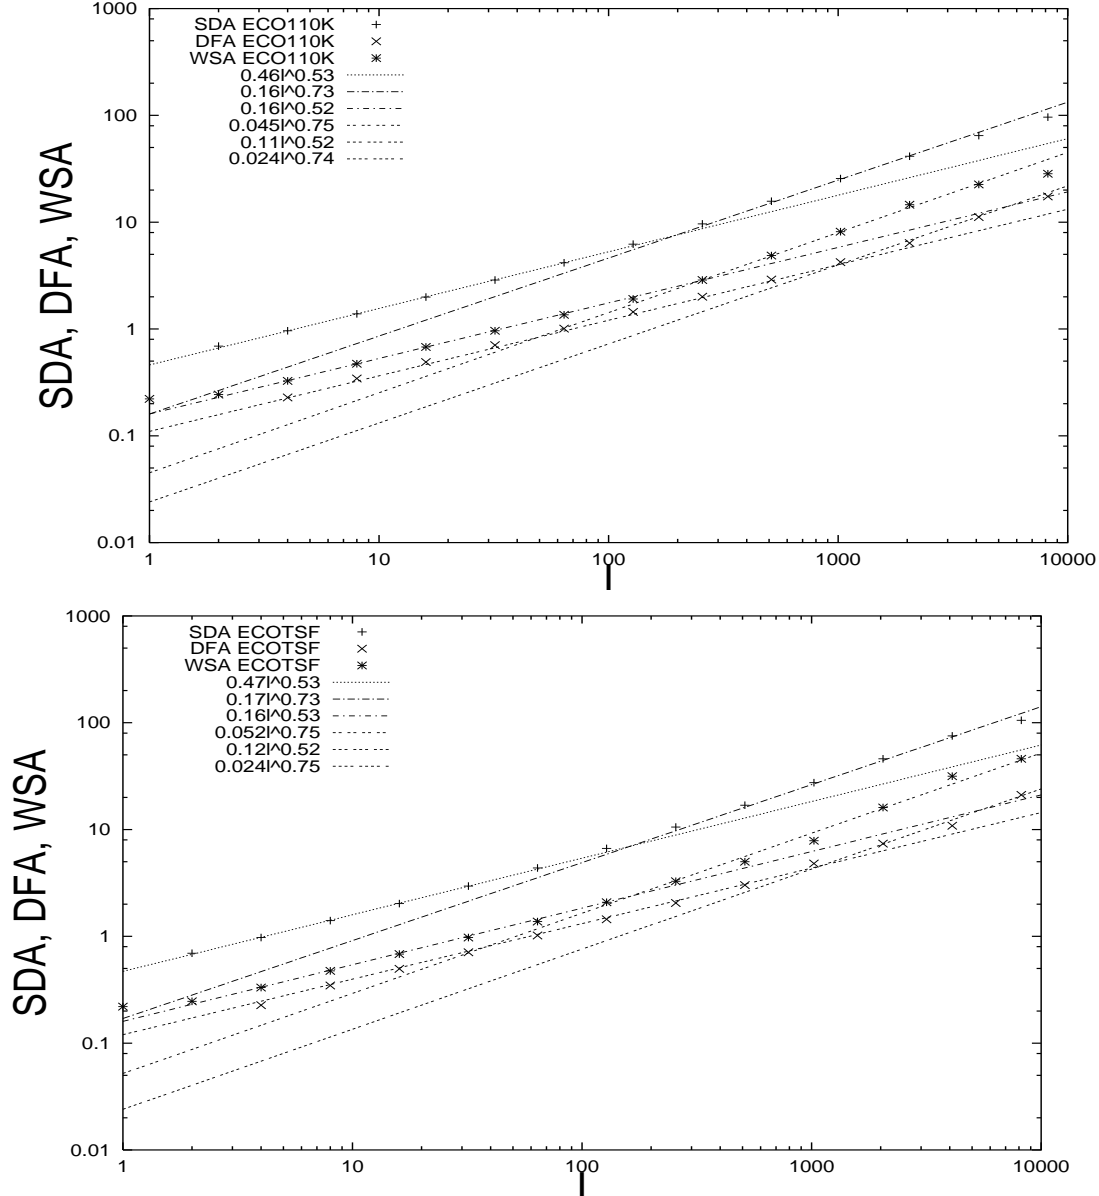 1000
100
10
1
0.1
0.01
SDA, DFA, WSA
SDA ECO110K
DFA ECO110K
WSA ECO110K
0.46l^0.53
0.16l^0.73
0.16l^0.52
0.045l^0.75
0.11l^0.52
0.024l^0.74
1 10 100 1000 10000
l
1000
100
10
1
0.1
0.01
SDA, DFA, WSA
SDA ECOTSF
DFA ECOTSF
WSA ECOTSF
0.47l^0.53
0.17l^0.73
0.16l^0.53
0.052l^0.75
0.12l^0.52
0.024l^0.75
1 10 100 1000 10000
l